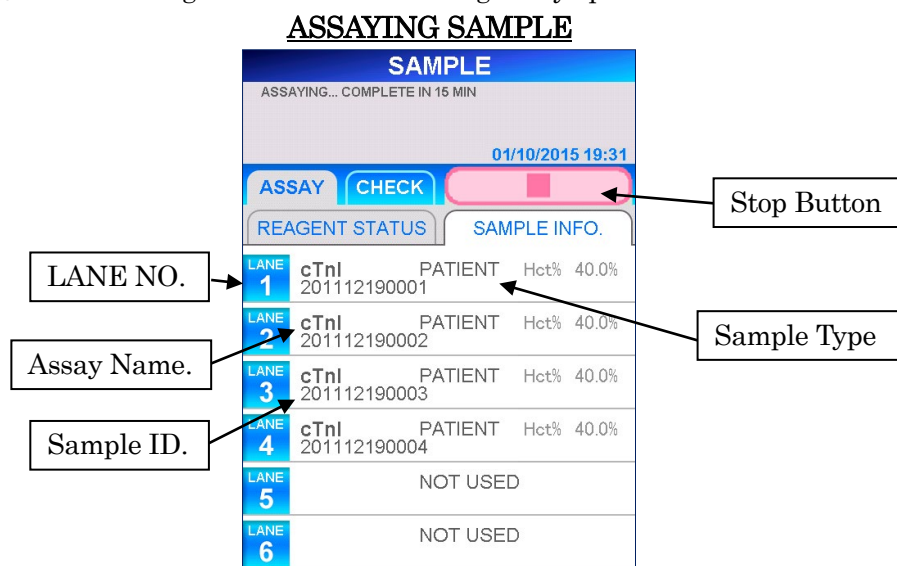 ASSAYING SAMPLE
SAMPLE
ASSAYING... COMPLETE IN 15 MIN
01/10/2015 19:31
ASSAY CHECK
Stop Button
REAGENT STATUS SAMPLE INFO.
LANE NO.
LANE 1 cTnI PATIENT Hct% 40.0%
201112190001
Sample Type
LANE 2 cTnI PATIENT Hct% 40.0%
201112190002
Assay Name.
LANE 3 cTnI PATIENT Hct% 40.0%
201112190003
Sample ID.
LANE 4 cTnI PATIENT Hct% 40.0%
201112190004
LANE 5 NOT USED
LANE 6 NOT USED